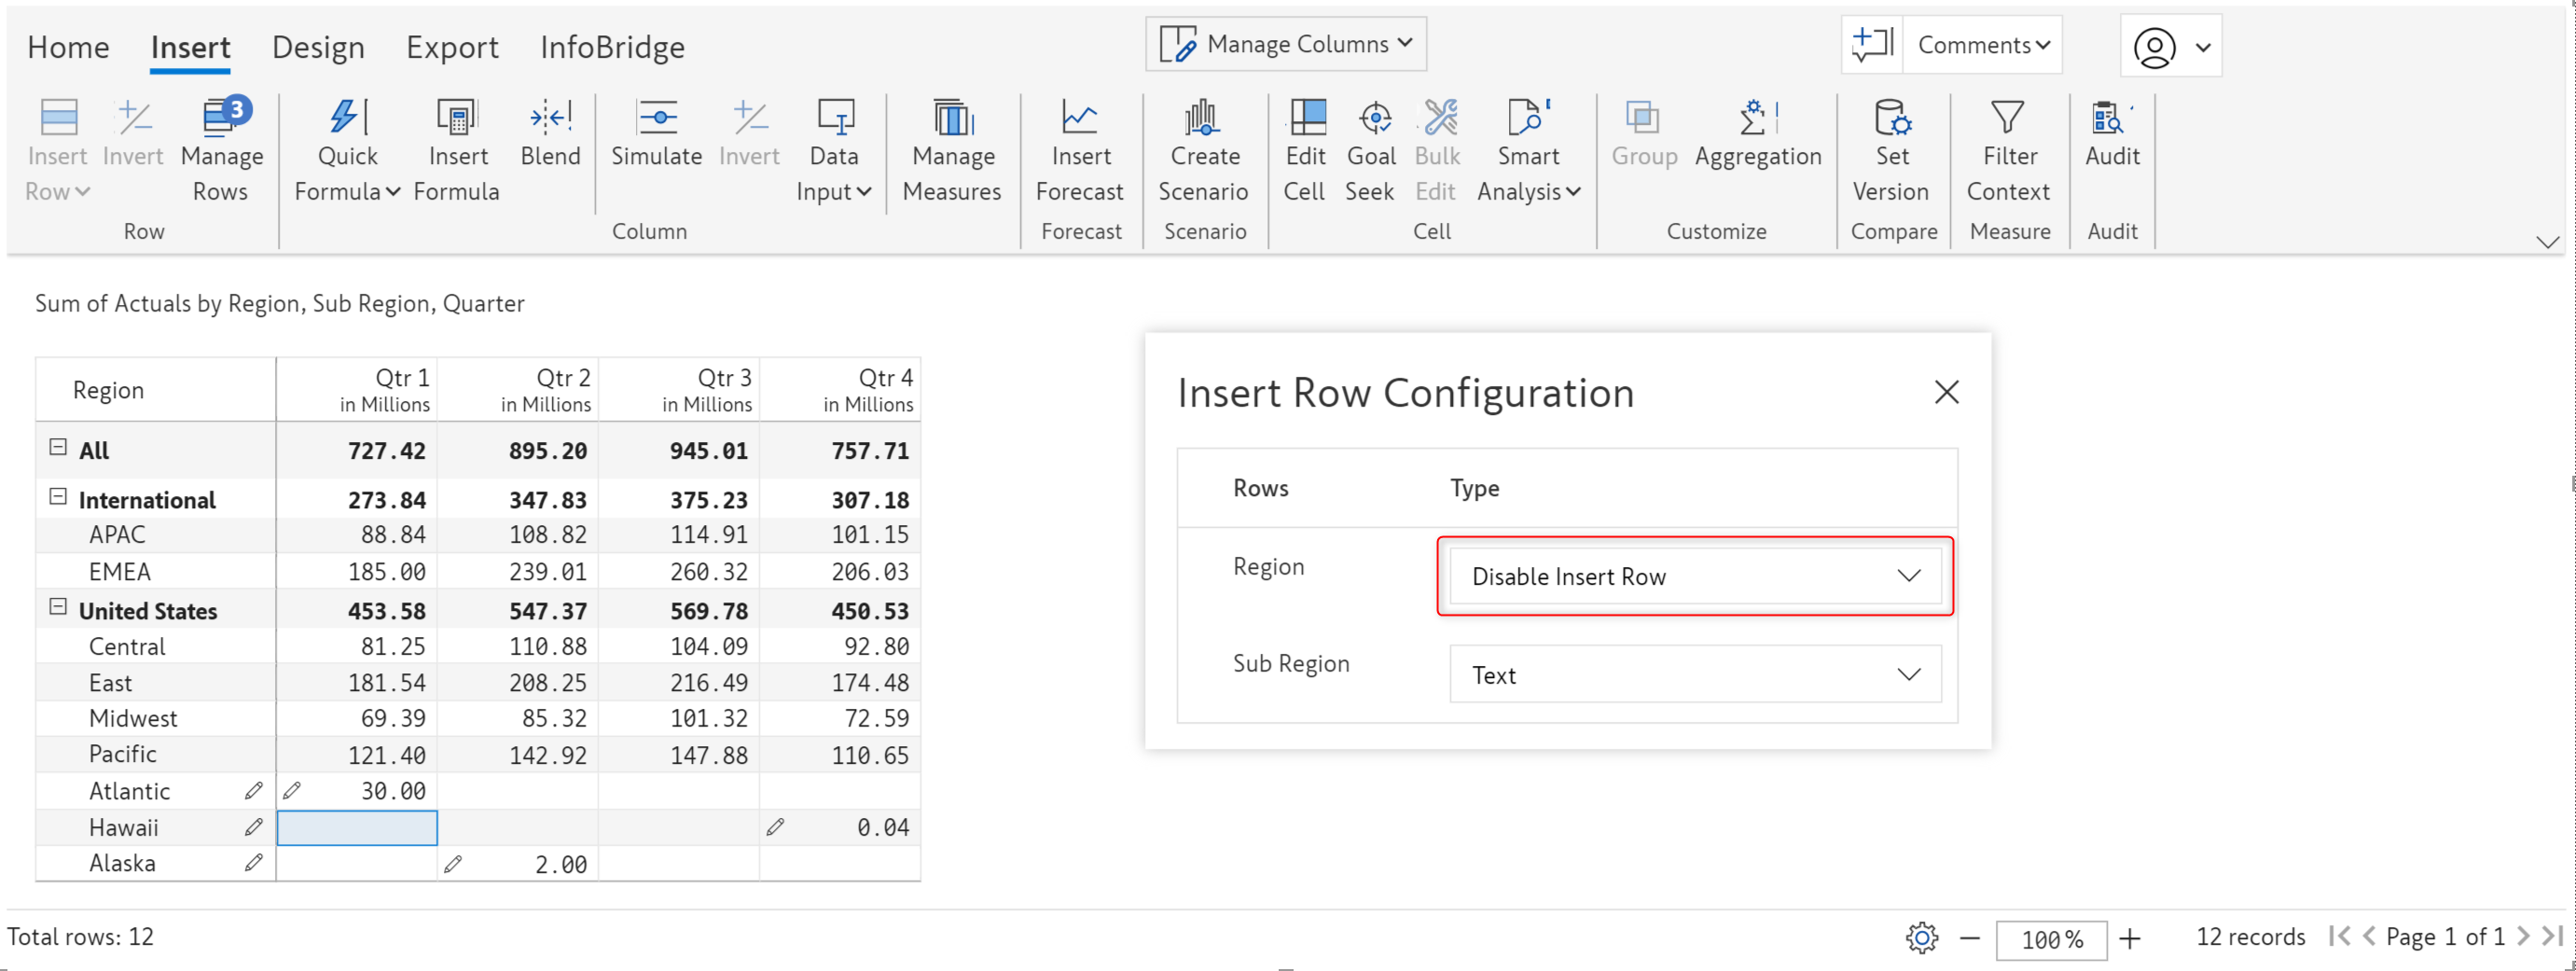 Home Insert Design Export InfoBridge Manage Columns Comments
3
Insert Invert Manage Quick Insert Blend Simulate Invert Data Manage Insert Create Edit Goal Bulk Smart Group Aggregation Set Filter Audit
Row Rows Formula Formula Input Measures Forecast Scenario Cell Seek Edit Analysis Version Context
Row Column Forecast Scenario Cell Customize Compare Measure Audit
Sum of Actuals by Region, Sub Region, Quarter
Region Qtr 1 Qtr 2 Qtr 3 Qtr 4
in Millions in Millions in Millions in Millions
All 727.42 895.20 945.01 757.71
International 273.84 347.83 375.23 307.18
APAC 88.84 108.82 114.91 101.15
EMEA 185.00 239.01 260.32 206.03
United States 453.58 547.37 569.78 450.53
Central 81.25 110.88 104.09 92.80
East 181.54 208.25 216.49 174.48
Midwest 69.39 85.32 101.32 72.59
Pacific 121.40 142.92 147.88 110.65
Atlantic 30.00
Hawaii 0.04
Alaska 2.00
Insert Row Configuration
Rows Type
Region Disable Insert Row
Sub Region Text
Total rows: 12 100% 12 records Page 1 of 1